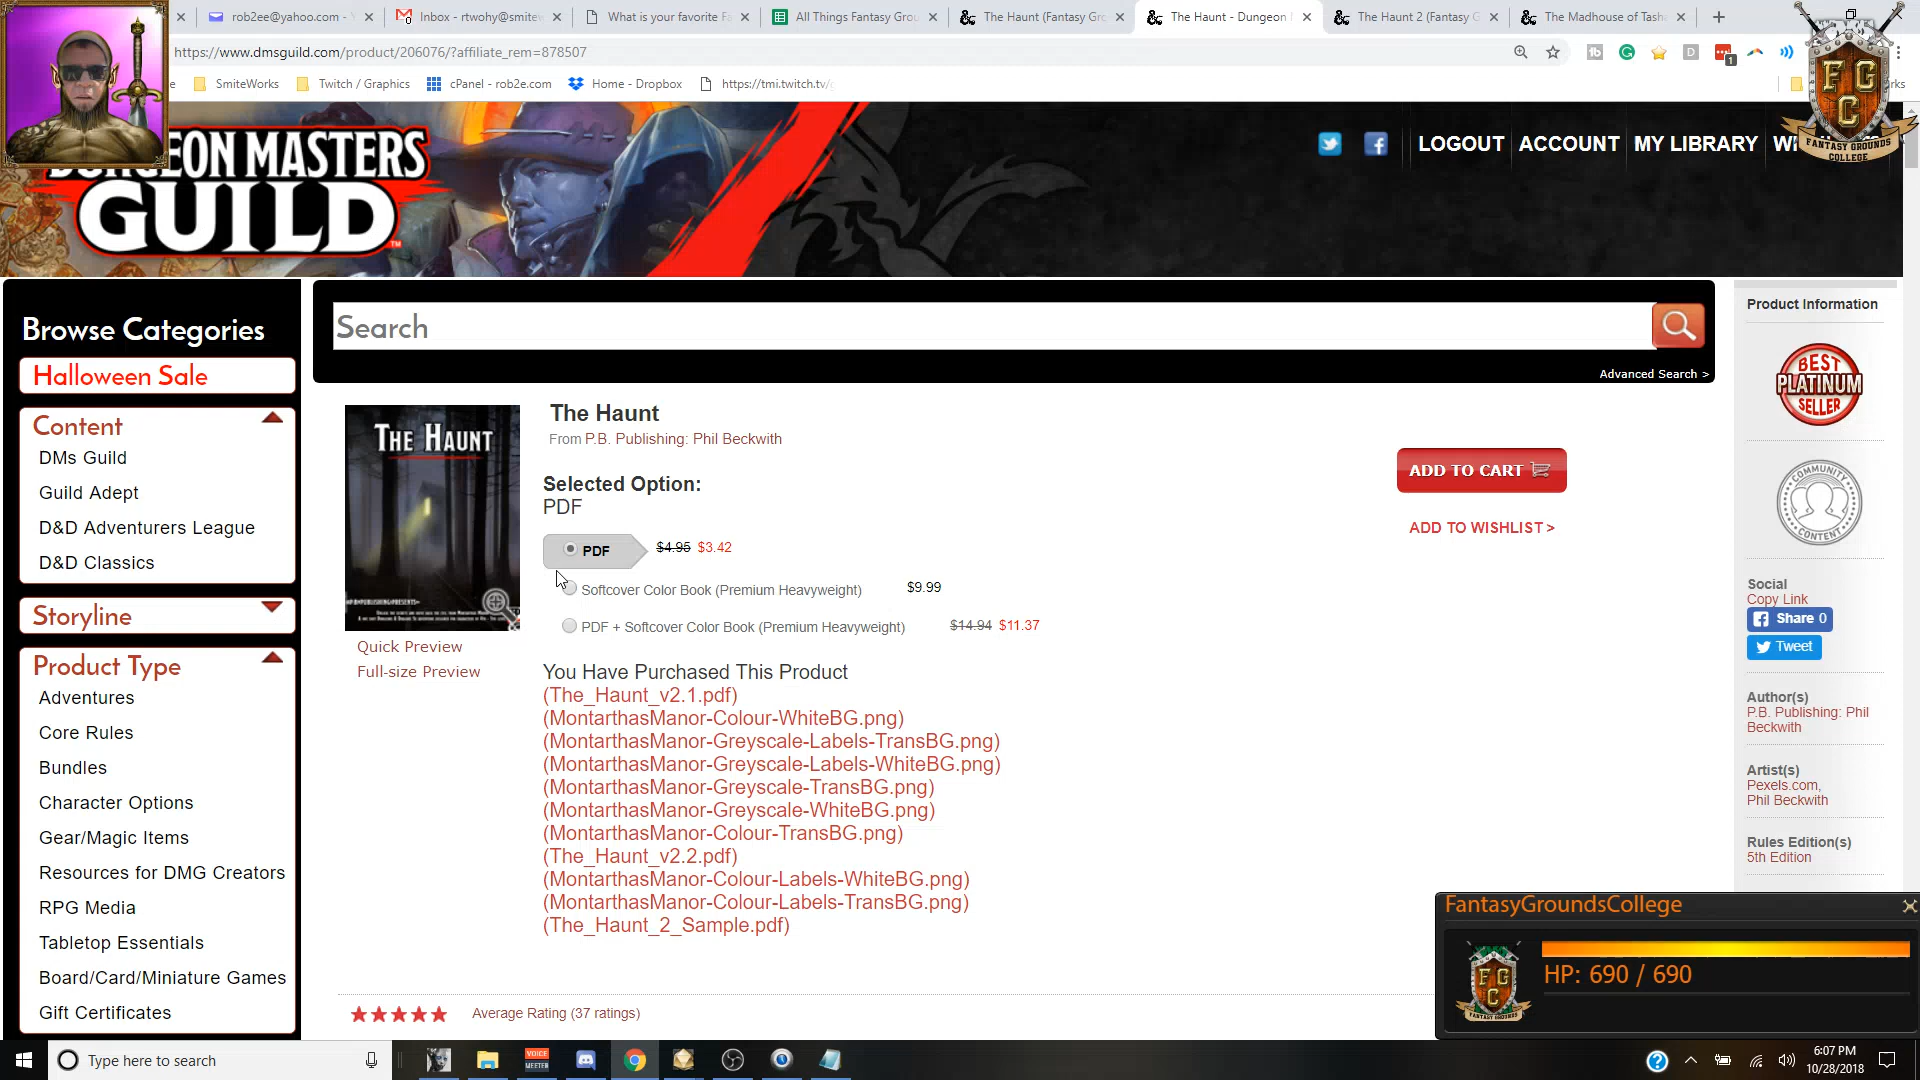 rob2ee@yahoo.com -
Inbox - rtwohy@smitew
What is your favorite Fa
All Things Fantasy Grou
The Haunt (Fantasy Gro
The Haunt - Dungeon
The Haunt 2 (Fantasy G
The Madhouse of Tasha
https://www.dmsguild.com/product/206076/?affiliate_rem=878507
SmiteWorks
Twitch / Graphics
cPanel - rob2e.com
Home - Dropbox
https://tmi.twitch.tv/g
FGC
FANTASY GROUNDS
COLLEGE
DUNGEON MASTERS
GUILD
LOGOUT
ACCOUNT
MY LIBRARY
Browse Categories
Halloween Sale
Content
DMs Guild
Guild Adept
D&D Adventurers League
D&D Classics
Storyline
Product Type
Adventures
Core Rules
Bundles
Character Options
Gear/Magic Items
Resources for DMG Creators
RPG Media
Tabletop Essentials
Board/Card/Miniature Games
Gift Certificates
Search
Advanced Search >
THE HAUNT
Quick Preview
Full-size Preview
The Haunt
From P.B. Publishing: Phil Beckwith
Selected Option:
PDF
PDF $4.95 $3.42
Softcover Color Book (Premium Heavyweight) $9.99
PDF + Softcover Color Book (Premium Heavyweight) $14.94 $11.37
You Have Purchased This Product
(The_Haunt_v2.1.pdf)
(MontarthasManor-Colour-WhiteBG.png)
(MontarthasManor-Greyscale-Labels-TransBG.png)
(MontarthasManor-Greyscale-Labels-WhiteBG.png)
(MontarthasManor-Greyscale-TransBG.png)
(MontarthasManor-Greyscale-WhiteBG.png)
(MontarthasManor-Colour-TransBG.png)
(The_Haunt_v2.2.pdf)
(MontarthasManor-Colour-Labels-WhiteBG.png)
(MontarthasManor-Colour-Labels-TransBG.png)
(The_Haunt_2_Sample.pdf)
Average Rating (37 ratings)
ADD TO CART
ADD TO WISHLIST >
Product Information
BEST
PLATINUM
SELLER
COMMUNITY
CONTENT
Social
Copy Link
Share 0
Tweet
Author(s)
P.B. Publishing: Phil
Beckwith
Artist(s)
Pexels.com,
Phil Beckwith
Rules Edition(s)
5th Edition
FantasyGroundsCollege
HP: 690 / 690
Type here to search
VOICE
MEETER
6:07 PM
10/28/2018